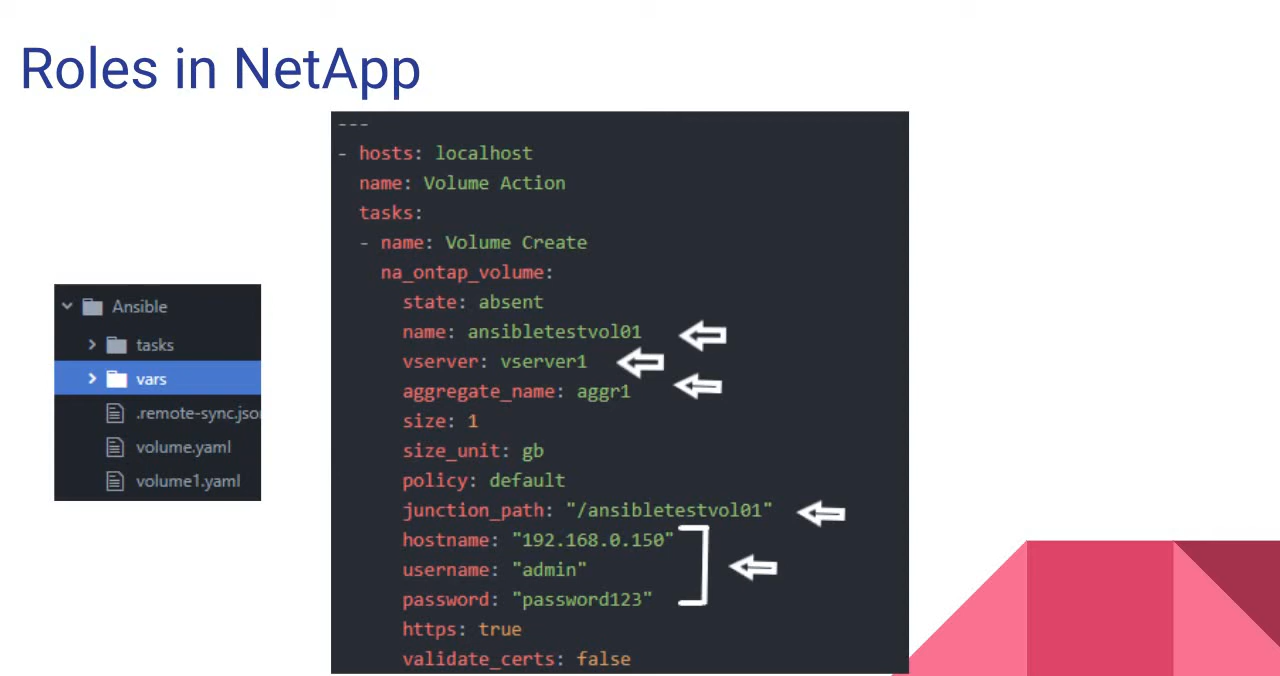 Roles in NetApp
---
- hosts: localhost
name: Volume Action
tasks:
- name: Volume Create
na_ontap_volume:
state: absent
name: ansibletestvol01
vserver: vserver1
aggregate_name: aggr1
size: 1
size_unit: gb
policy: default
junction_path: "/ansibletestvol01"
hostname: "192.168.0.150"
username: "admin"
password: "password123"
https: true
validate_certs: false
Ansible
tasks
vars
.remote-sync.jso
volume.yaml
volume1.yaml